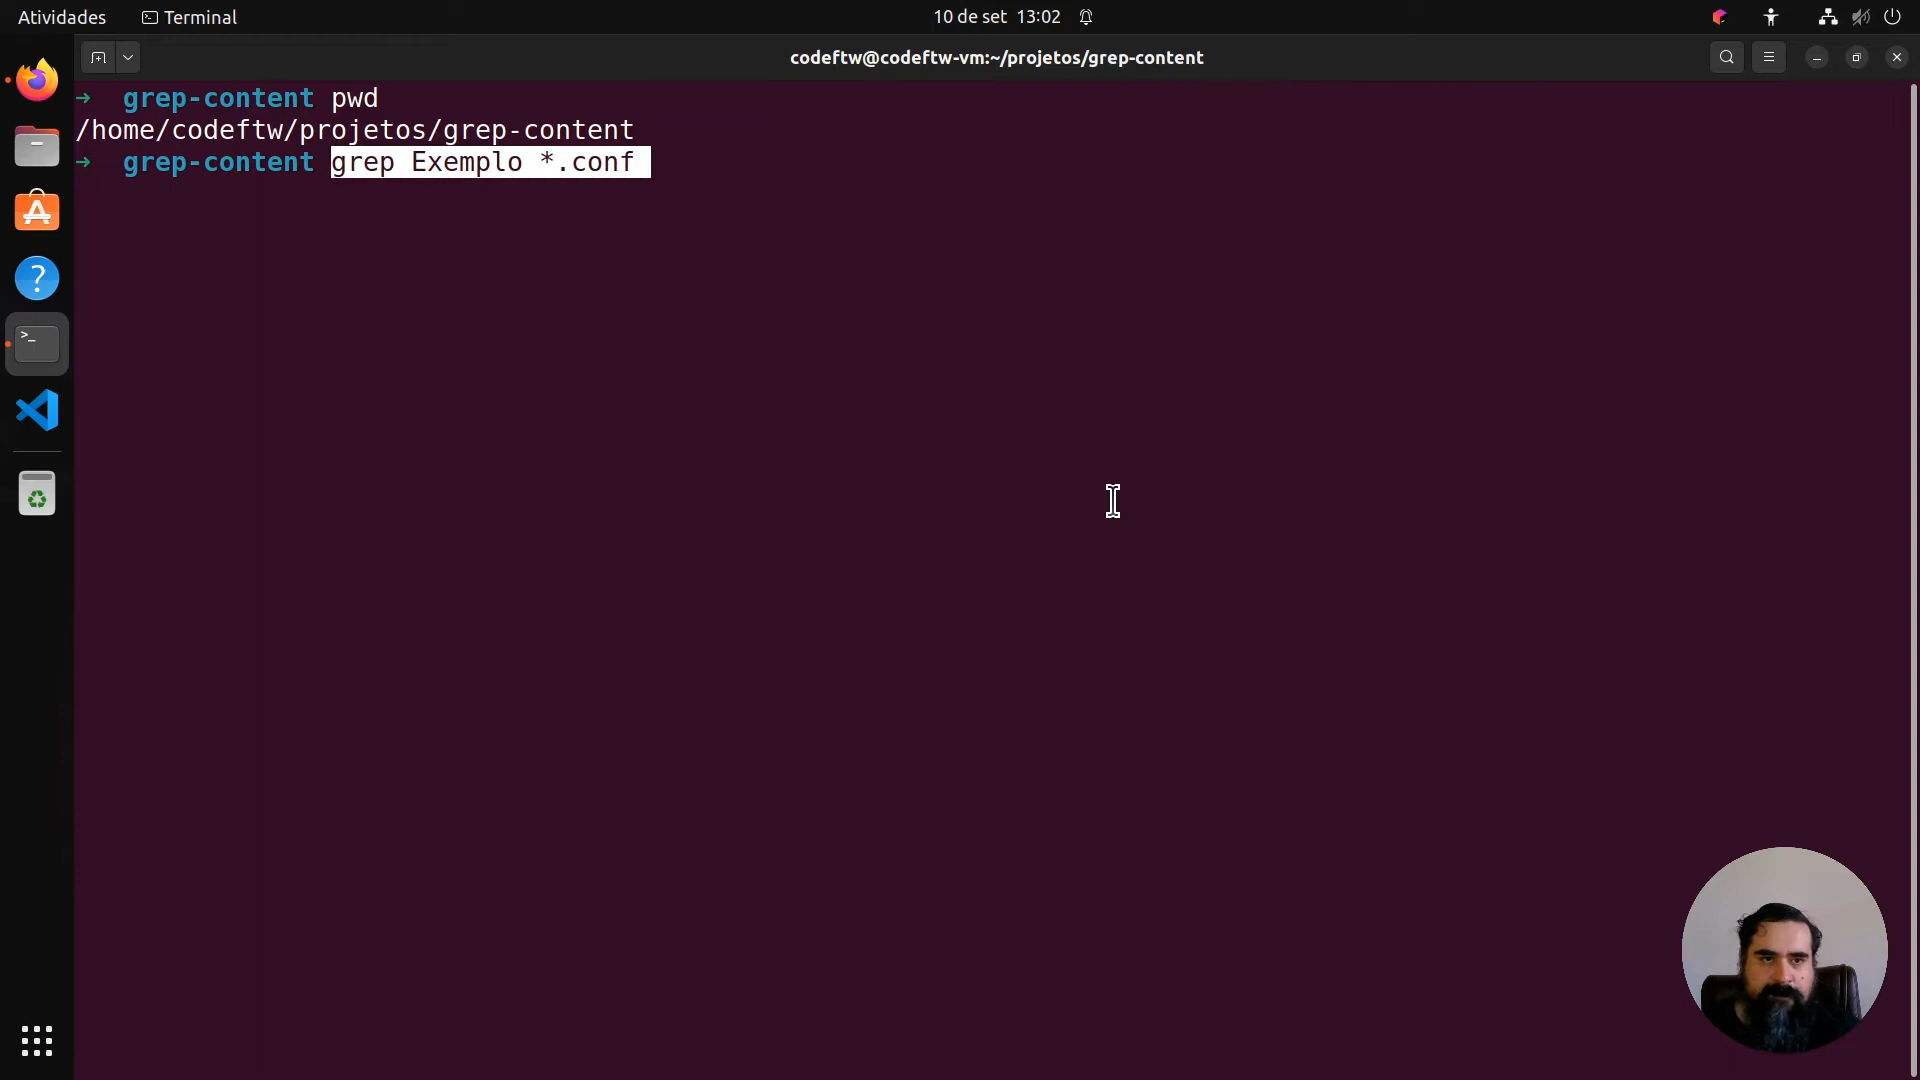 Atividades
Terminal
10 de set 13:02
codeftw@codeftw-vm:~/projetos/grep-content
→ grep-content pwd
/home/codeftw/projetos/grep-content
→ grep-content grep Exemplo *.conf